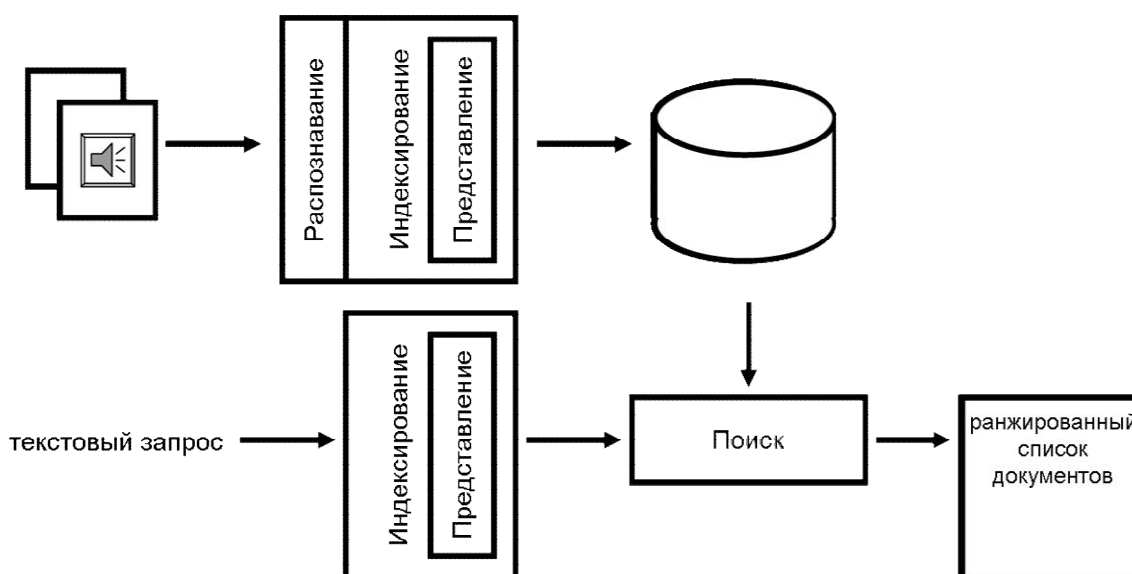 Распознавание
Индексирование
Представление
текстовый запрос
Индексирование
Представление
Поиск
ранжированный
список
документов